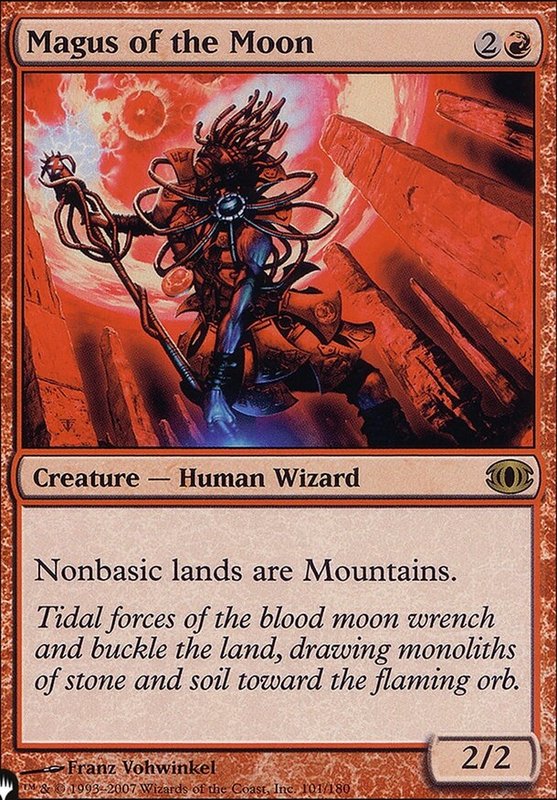 Magus of the Moon 2
Creature — Human Wizard
Nonbasic lands are Mountains.
Tidal forces of the blood moon wrench
and buckle the land, drawing monoliths
of stone and soil toward the flaming orb.
2/2
Franz Vohwinkel
™ & © 1993–2007 Wizards of the Coast, Inc. 101/180